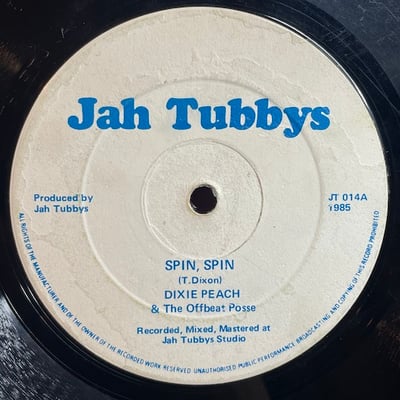 Jah Tubbys
Produced by
Jah Tubbys
JT 014A
1985
SPIN, SPIN
(T. Dixon)
DIXIE PEACH
& The Offbeat Posse
Recorded, Mixed, Mastered at
Jah Tubbys Studio
ALL RIGHTS OF THE MANUFACTURER AND OF THE OWNER OF THE RECORDED WORK RESERVED UNAUTHORISED PUBLIC PERFORMANCE BROADCASTING AND COPYING OF THIS RECORD PROHIBITED